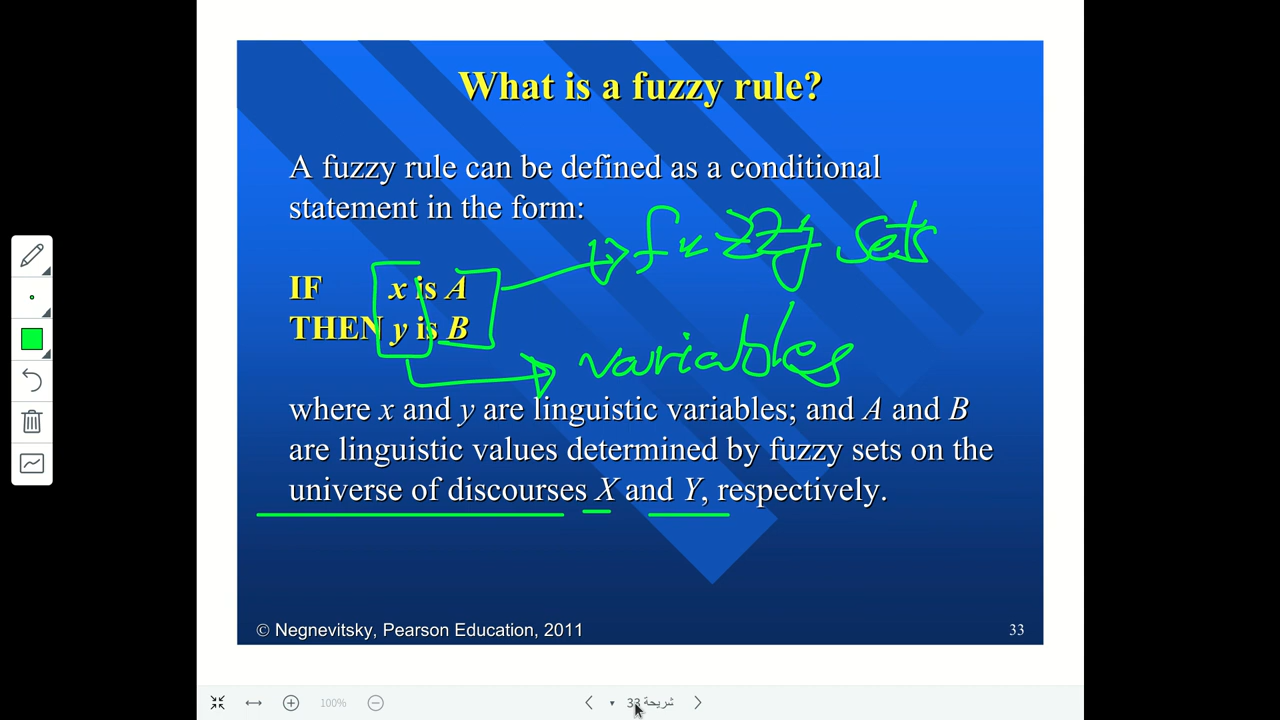 What is a fuzzy rule?
A fuzzy rule can be defined as a conditional
statement in the form:
fuzzy sets
IF x is A
THEN y is B
variables
where x and y are linguistic variables; and A and B
are linguistic values determined by fuzzy sets on the
universe of discourses X and Y, respectively.
© Negnevitsky, Pearson Education, 2011
33
100%
شريحة 33